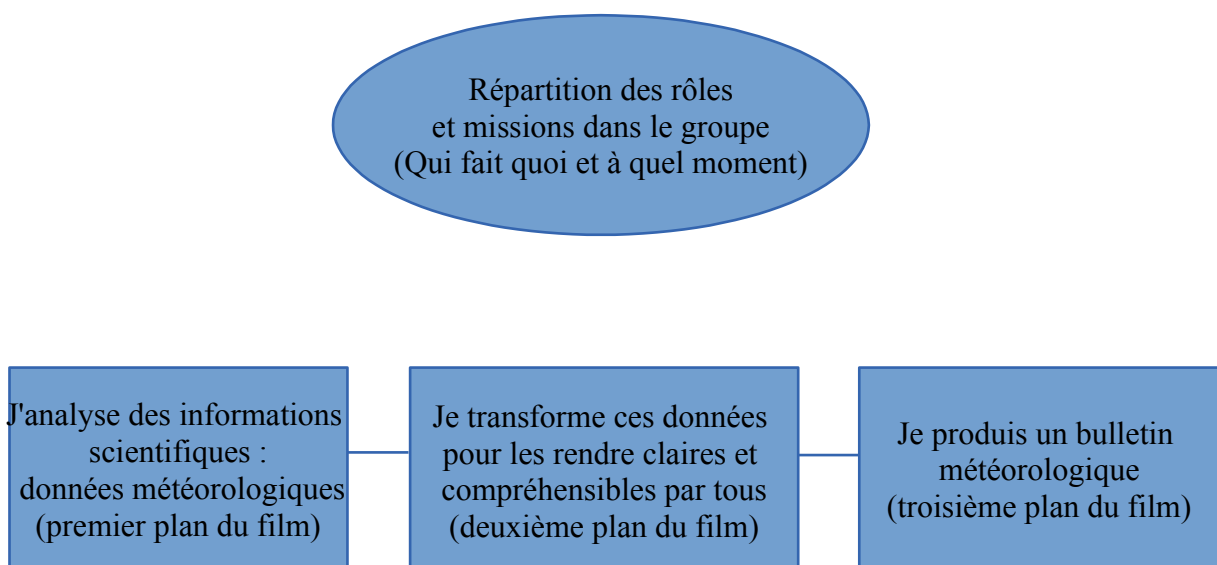 Répartition des rôles
et missions dans le groupe
(Qui fait quoi et à quel moment)
J'analyse des informations
scientifiques :
données météorologiques
(premier plan du film)
Je transforme ces données
pour les rendre claires et
compréhensibles par tous
(deuxième plan du film)
Je produis un bulletin
météorologique
(troisième plan du film)